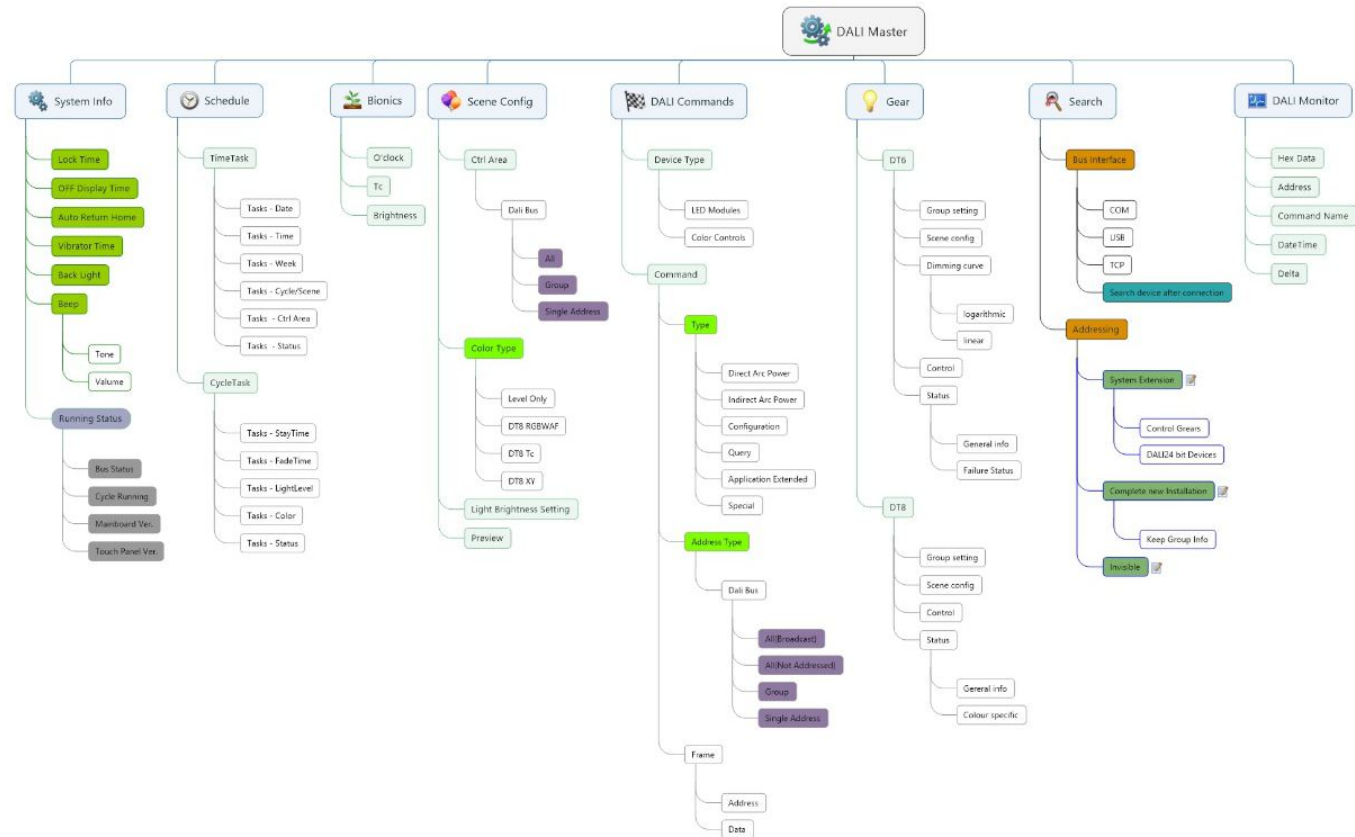 DALI Master
System Info
Lock Time
OFF Display Time
Auto Return Home
Vibrator Time
Back Light
Beep
Tone
Valume
Running Status
Bus Status
Cycle Running
Mainboard Ver.
Touch Panel Ver.
Schedule
TimeTask
Tasks - Date
Tasks - Time
Tasks - Week
Tasks - Cycle/Scene
Tasks - Ctrl Area
Tasks - Status
CycleTask
Tasks - StayTime
Tasks - FadeTime
Tasks - LightLevel
Tasks - Color
Tasks - Status
Bionics
O'clock
Tc
Brightness
Scene Config
Ctrl Area
Dali Bus
All
Group
Single Address
Color Type
Level Only
DT8 RGBWAF
DT8 Tc
DT8 XY
Light Brightness Setting
Preview
DALI Commands
Device Type
LED Modules
Color Controls
Command
Type
Direct Arc Power
Indirect Arc Power
Configuration
Query
Application Extended
Special
Address Type
Dali Bus
All(Broadcast)
All(Not Addressed)
Group
Single Address
Frame
Address
Data
Gear
DT6
Group setting
Scene config
Dimming curve
logarithmic
linear
Control
Status
General info
Failure Status
DT8
Group setting
Scene config
Control
Status
Gereral info
Colour specific
Search
Bus Interface
COM
USB
TCP
Search device after connection
Addressing
System Extension
Control Grears
DALI24 bit Devices
Complete new Installation
Keep Group Info
Invisible
DALI Monitor
Hex Data
Address
Command Name
DateTime
Delta